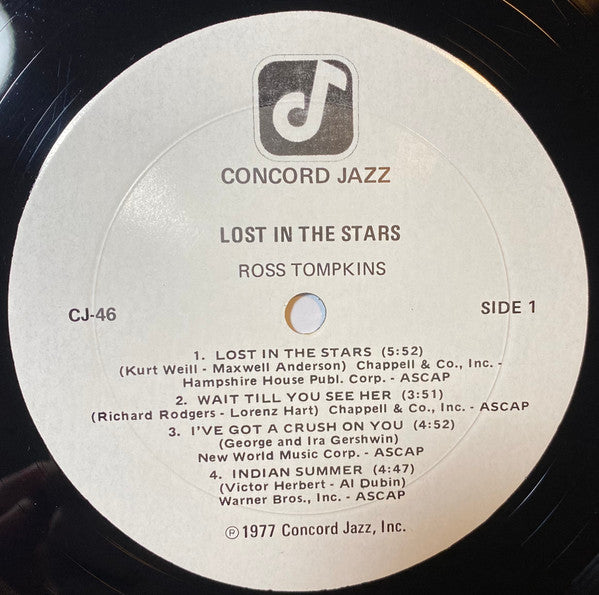 CONCORD JAZZ
LOST IN THE STARS
ROSS TOMPKINS
CJ-46
SIDE 1
1. LOST IN THE STARS (5:52)
(Kurt Weill - Maxwell Anderson) Chappell & Co., Inc. -
Hampshire House Publ. Corp. - ASCAP
2. WAIT TILL YOU SEE HER (3:51)
(Richard Rodgers - Lorenz Hart) Chappell & Co., Inc. - ASCAP
3. I'VE GOT A CRUSH ON YOU (4:52)
(George and Ira Gershwin)
New World Music Corp. - ASCAP
4. INDIAN SUMMER (4:47)
(Victor Herbert - Al Dubin)
Warner Bros., Inc. - ASCAP
℗ 1977 Concord Jazz, Inc.